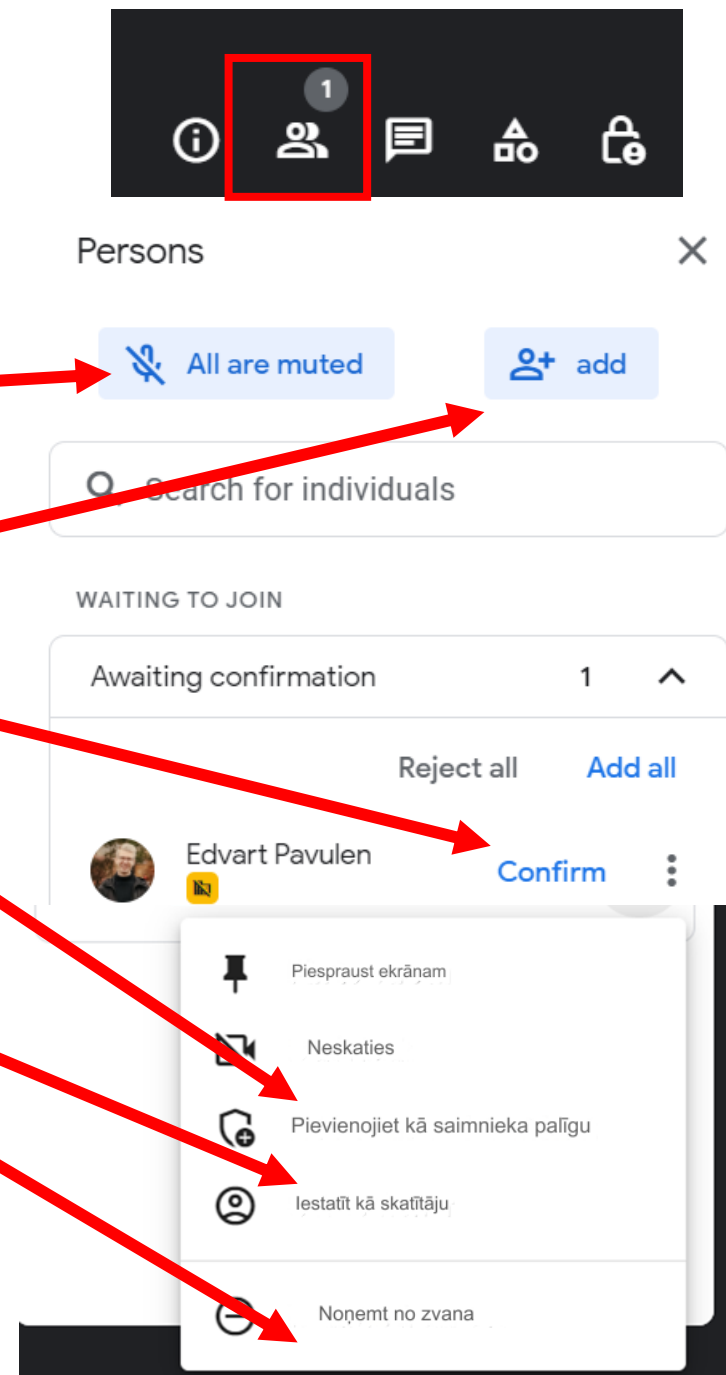 1
Persons
All are muted
add
Search for individuals
WAITING TO JOIN
Awaiting confirmation 1
Reject all Add all
Edvart Pavulen
Confirm
Piespraust ekrāņam
Neskaties
Pievienojiet kā saimnieka palīgu
Iestatīt kā skatītāju
Noņemt no zvana